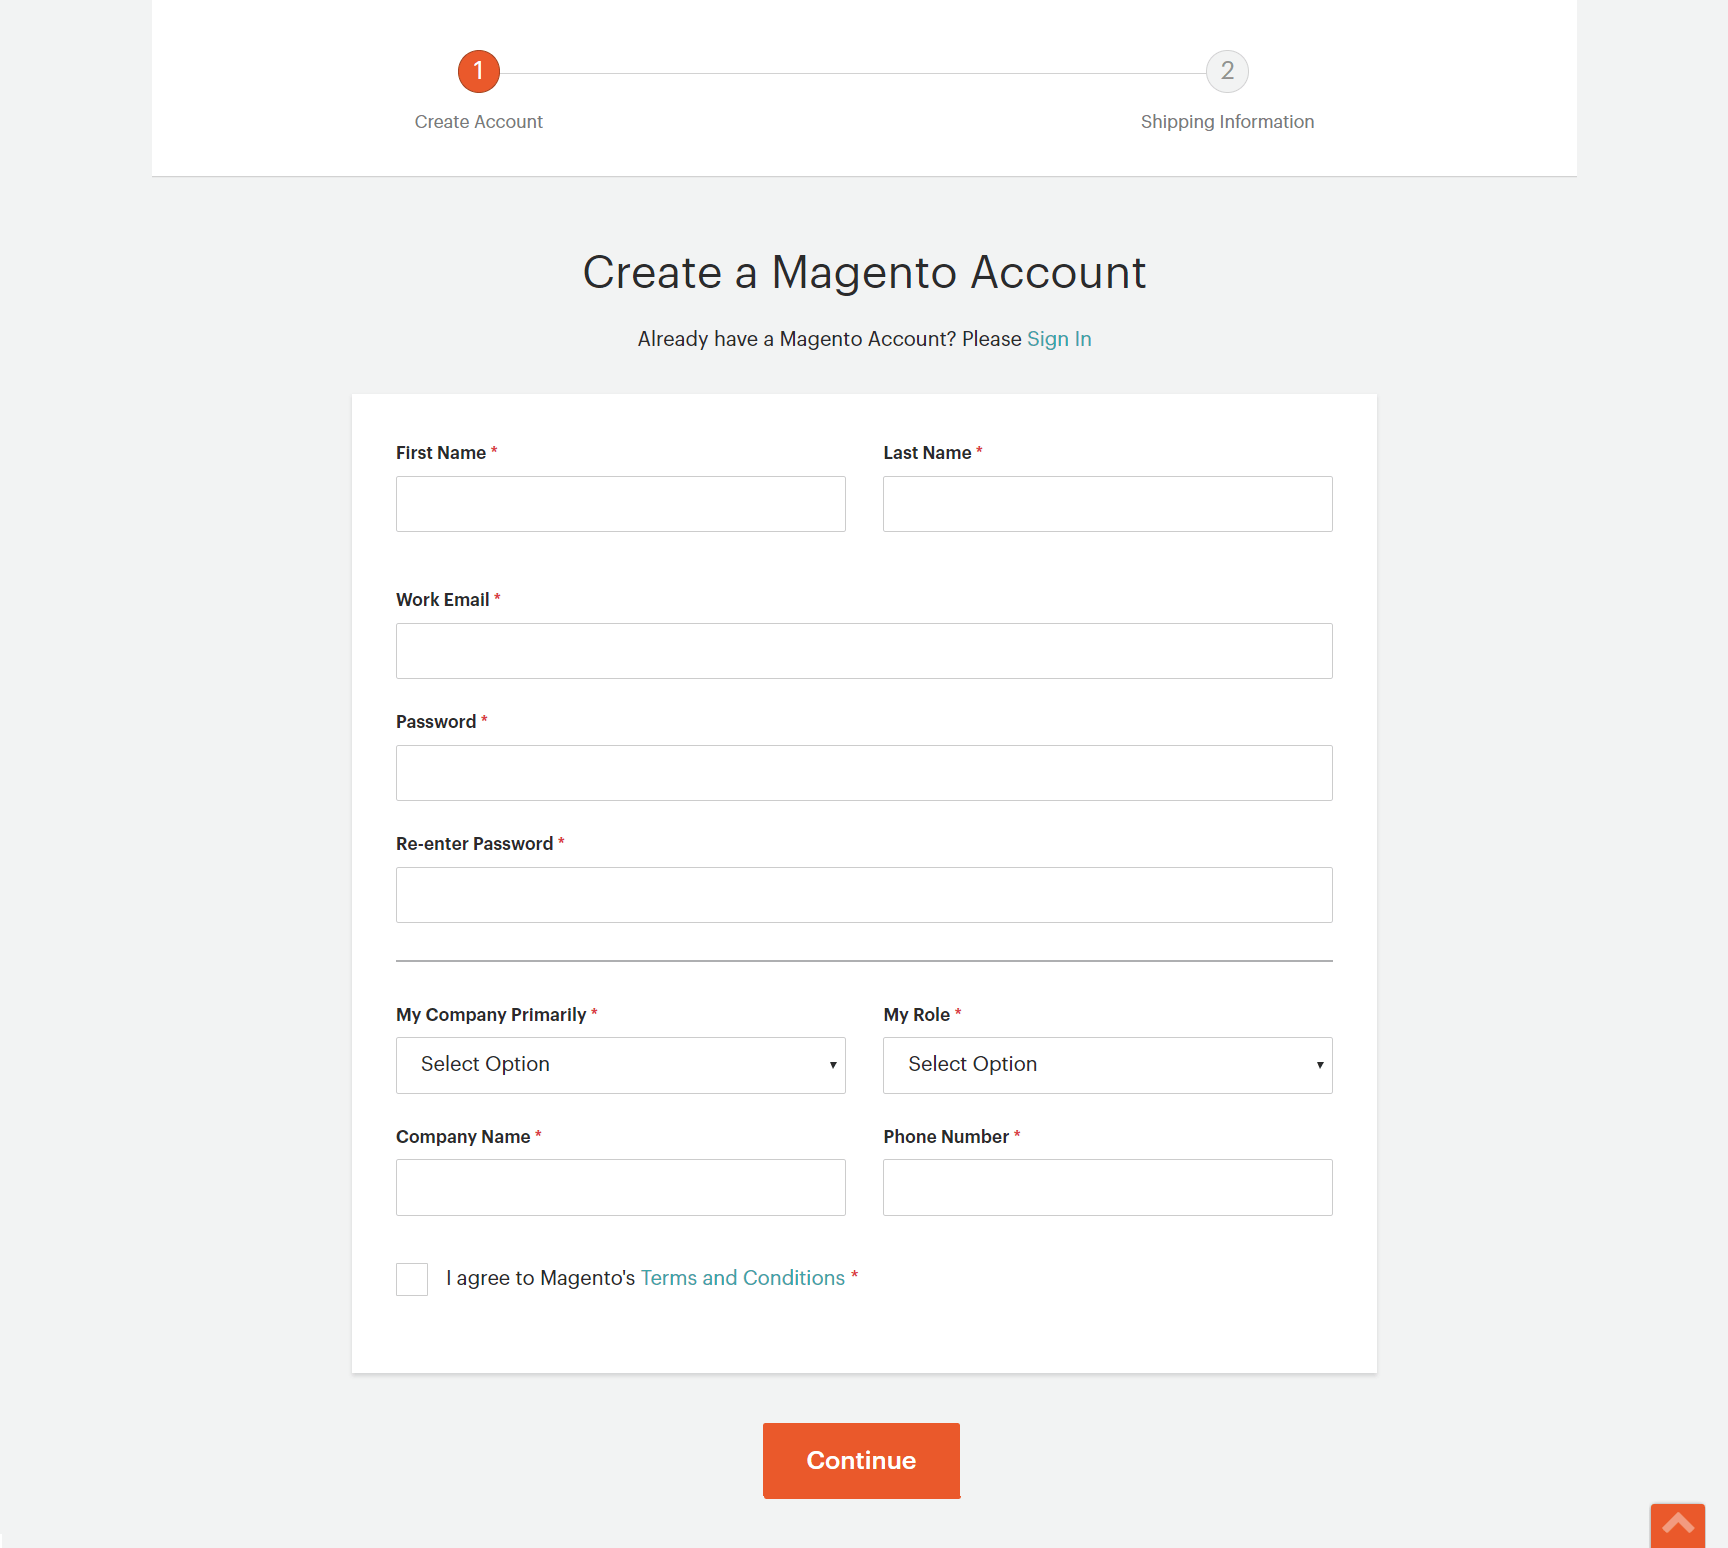 1
2
Create Account
Shipping Information
Create a Magento Account
Already have a Magento Account? Please Sign In
First Name *
Last Name *
Work Email *
Password *
Re-enter Password *
My Company Primarily *
My Role *
Select Option
Select Option
Company Name *
Phone Number *
I agree to Magento's Terms and Conditions *
Continue